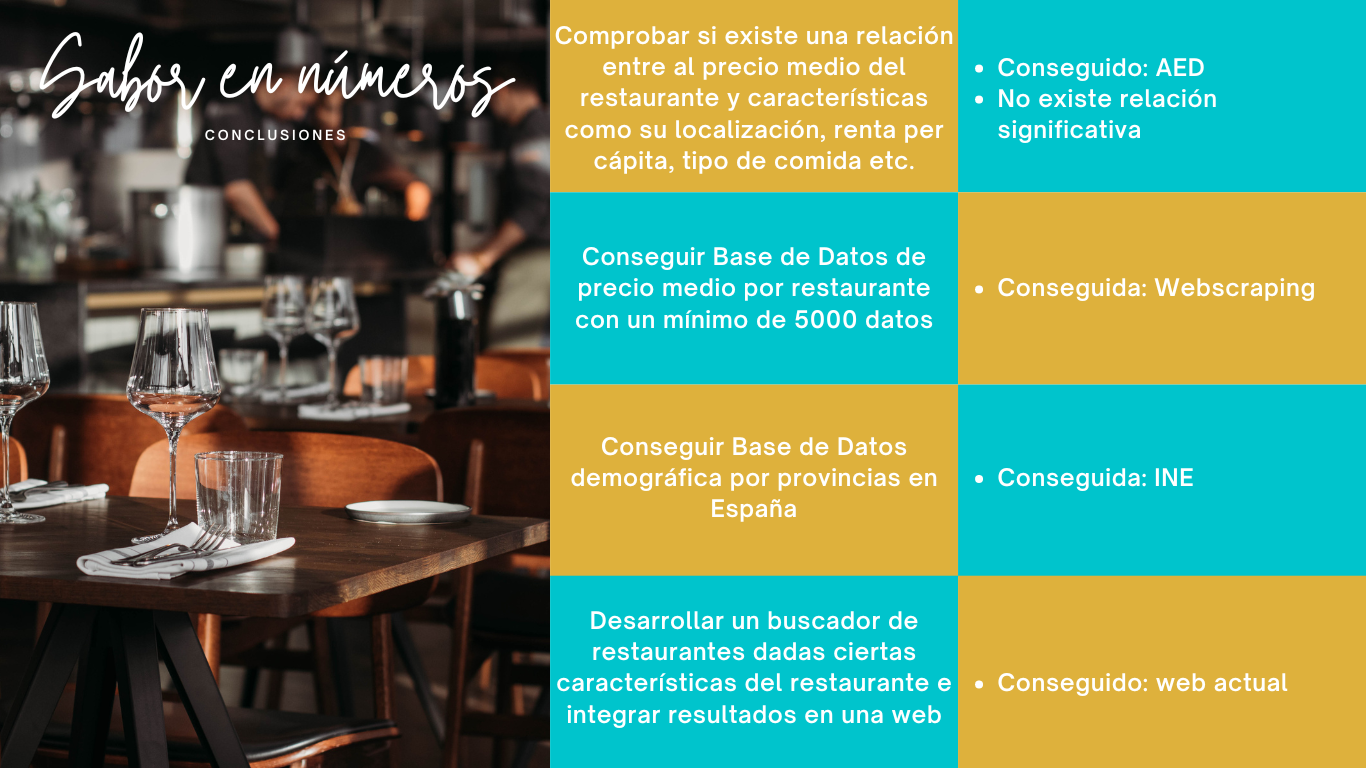 Sabor en números
CONCLUSIONES
Comprobar si existe una relación
entre al precio medio del
restaurante y características
como su localización, renta per
cápita, tipo de comida etc.
• Conseguido: AED
• No existe relación
significativa
Conseguir Base de Datos de
precio medio por restaurante
con un mínimo de 5000 datos
• Conseguida: Webscraping
Conseguir Base de Datos
demográfica por provincias en
España
• Conseguida: INE
Desarrollar un buscador de
restaurantes dadas ciertas
características del restaurante e
integrar resultados en una web
• Conseguido: web actual